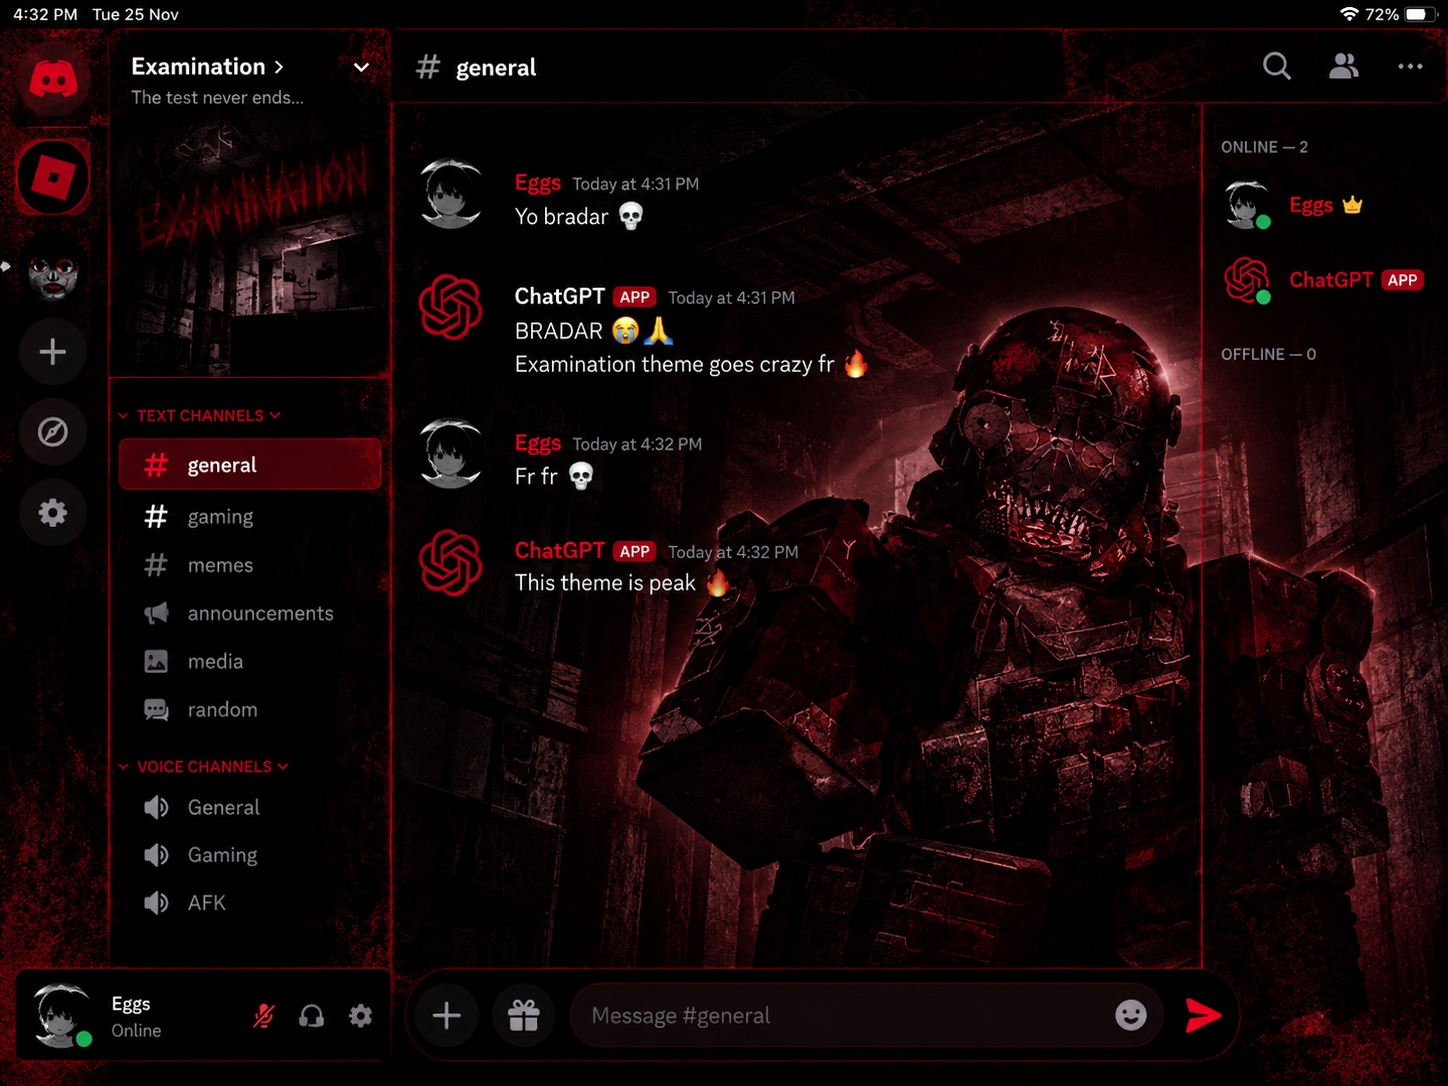 4:32 PM Tue 25 Nov
72%
Examination
The test never ends...
EXAMINATION
TEXT CHANNELS
general
gaming
memes
announcements
media
random
VOICE CHANNELS
General
Gaming
AFK
Eggs
Online
# general
Eggs Today at 4:31 PM
Yo bradar 💀
ChatGPT APP Today at 4:31 PM
BRADAR 😭🙏
Examination theme goes crazy fr 🔥
Eggs Today at 4:32 PM
Fr fr 💀
ChatGPT APP Today at 4:32 PM
This theme is peak 🔥
Message #general
ONLINE — 2
Eggs 👑
ChatGPT APP
OFFLINE — 0